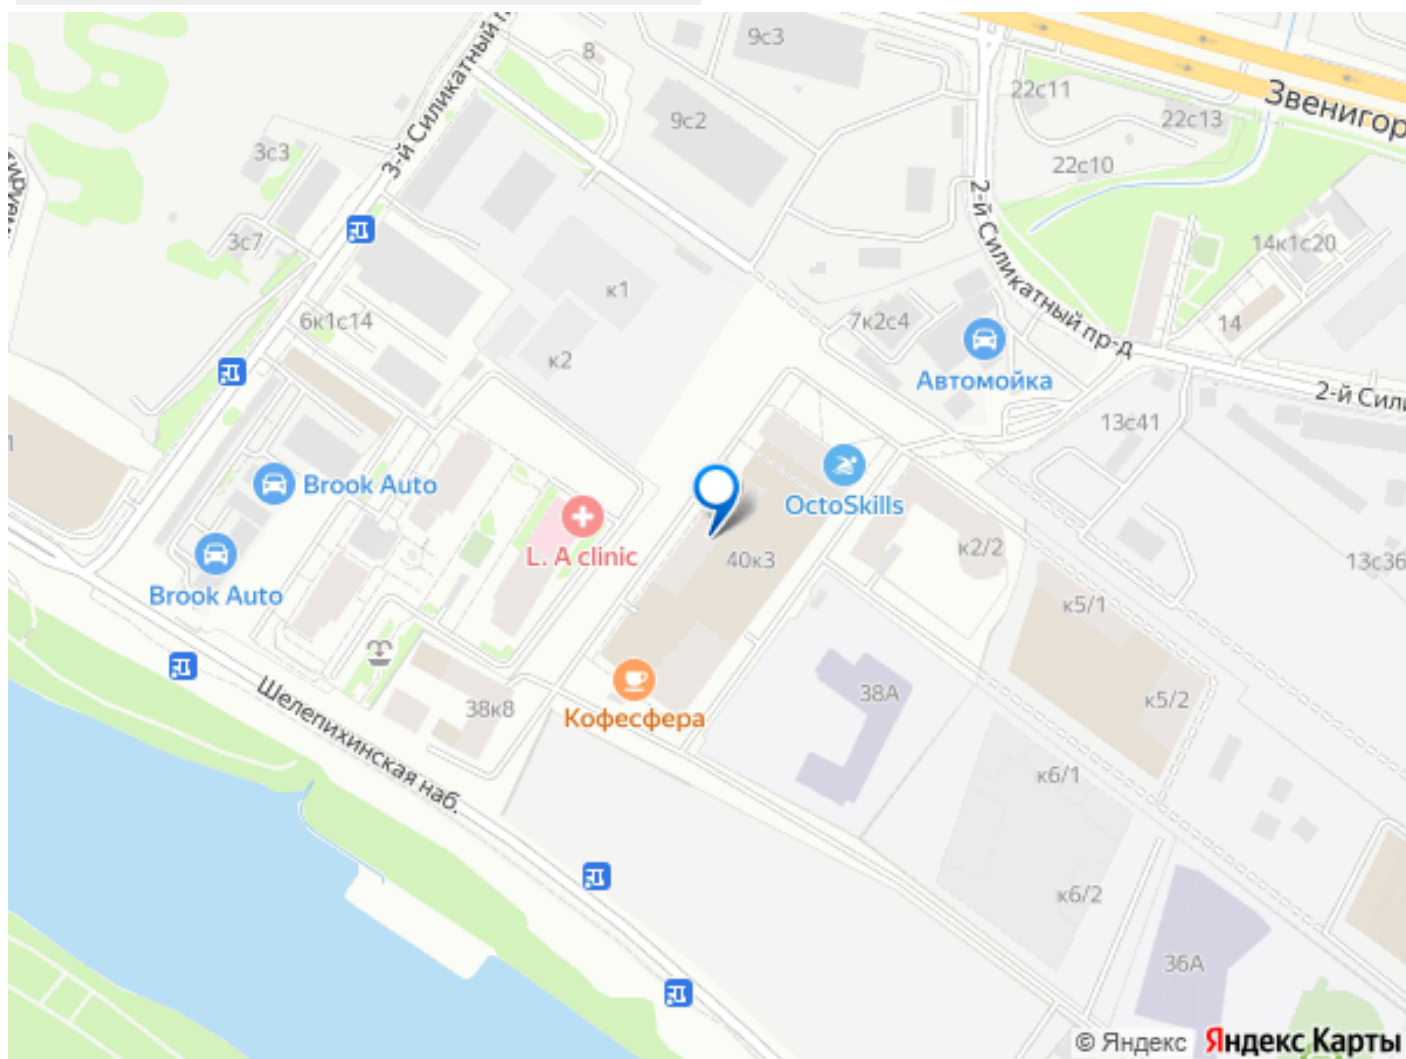 9с3
8
22с11
Звенигор
9с2
22с13
3-й Силикатный п
3с3
22с10
2-й Силикатный пр-д
3с7
14к1с20
к1
6к1с14
7к2с4
14
к2
Автомойка
2-й Сили
13с41
1
Brook Auto
OctoSkills
L. A clinic
к2/2
40к3
13с36
Brook Auto
к5/1
38А
к5/2
Шелепихинская наб.
38к8
Кофесфера
к6/1
к6/2
36А
© Яндекс Яндекс Карты